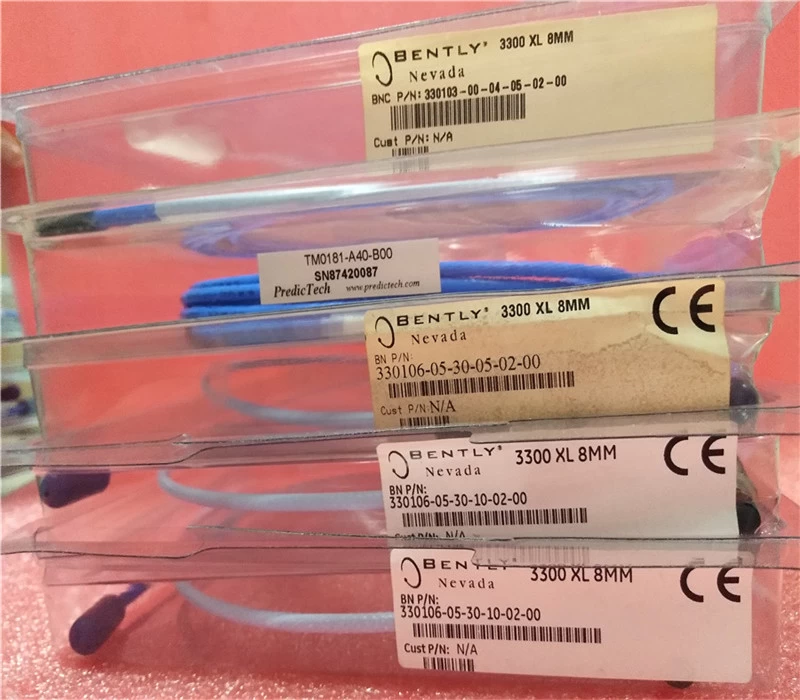 BENTLY® 3300 XL 8MM
Nevada
BNC P/N: 330103-00-04-05-02-00
Cust P/N: N/A
TM0181-A40-B00
SN87420087
PredicTech www.predictech.com
BENTLY® 3300 XL 8MM CE
Nevada
BN P/N:
330106-05-30-05-02-00
Cust P/N: N/A
BENTLY® 3300 XL 8MM CE
Nevada
BN P/N:
330106-05-30-10-02-00
Cust P/N: N/A
BENTLY 3300 XL 8MM CE
Nevada
BN P/N:
330106-05-30-10-02-00
Cust P/N: N/A